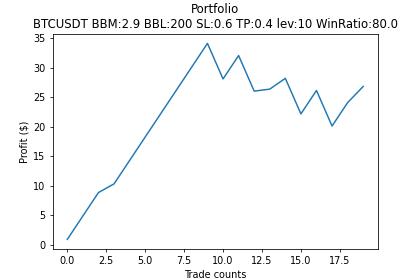 Portfolio
BTCUSDT BBM:2.9 BBL:200 SL:0.6 TP:0.4 lev:10 WinRatio:80.0
35
30
25
20
15
10
5
0
Profit ($)
0.0 2.5 5.0 7.5 10.0 12.5 15.0 17.5
Trade counts